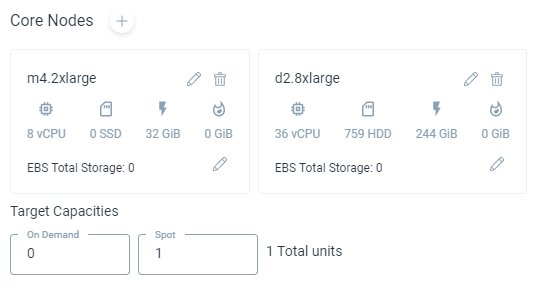 Core Nodes
m4.2xlarge
8 vCPU 0 SSD 32 GiB 0 GiB
EBS Total Storage: 0
d2.8xlarge
36 vCPU 759 HDD 244 GiB 0 GiB
EBS Total Storage: 0
Target Capacities
On Demand
0
Spot
1
1 Total units